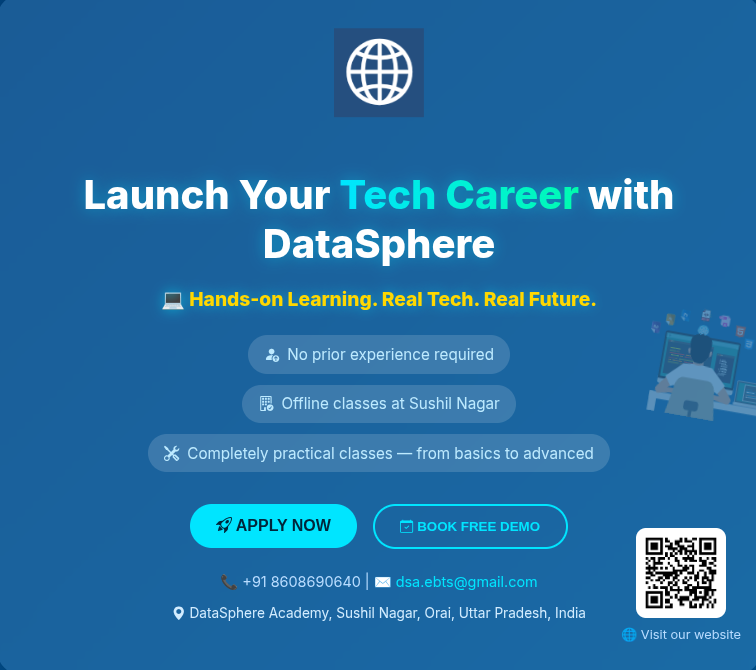 Launch Your Tech Career with
DataSphere
💻 Hands-on Learning. Real Tech. Real Future.
No prior experience required
Offline classes at Sushil Nagar
Completely practical classes — from basics to advanced
APPLY NOW
BOOK FREE DEMO
📞 +91 8608690640 | ✉️ dsa.ebts@gmail.com
DataSphere Academy, Sushil Nagar, Orai, Uttar Pradesh, India
🌐 Visit our website